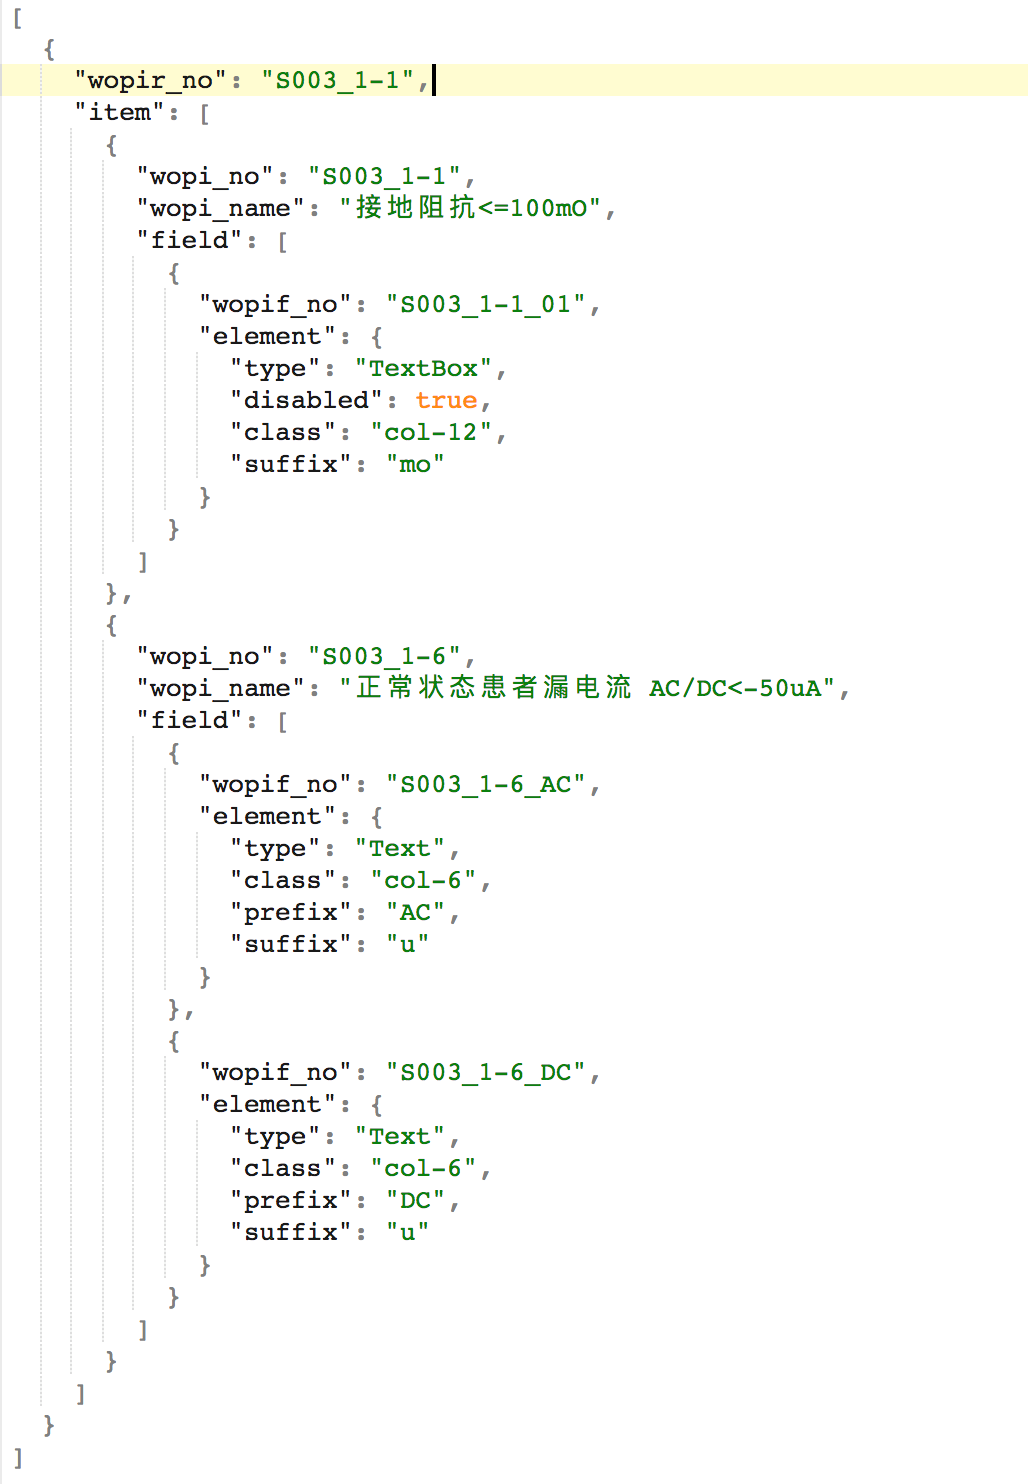 [
  {
    "wopir_no": "S003_1-1",
    "item": [
      {
        "wopi_no": "S003_1-1",
        "wopi_name": "接地阻抗<=100mO",
        "field": [
          {
            "wopif_no": "S003_1-1_01",
            "element": {
              "type": "TextBox",
              "disabled": true,
              "class": "col-12",
              "suffix": "mo"
            }
          }
        ]
      },
      {
        "wopi_no": "S003_1-6",
        "wopi_name": "正常状态患者漏电流 AC/DC<-50uA",
        "field": [
          {
            "wopif_no": "S003_1-6_AC",
            "element": {
              "type": "Text",
              "class": "col-6",
              "prefix": "AC",
              "suffix": "u"
            }
          },
          {
            "wopif_no": "S003_1-6_DC",
            "element": {
              "type": "Text",
              "class": "col-6",
              "prefix": "DC",
              "suffix": "u"
            }
          }
        ]
      }
    ]
  }
]